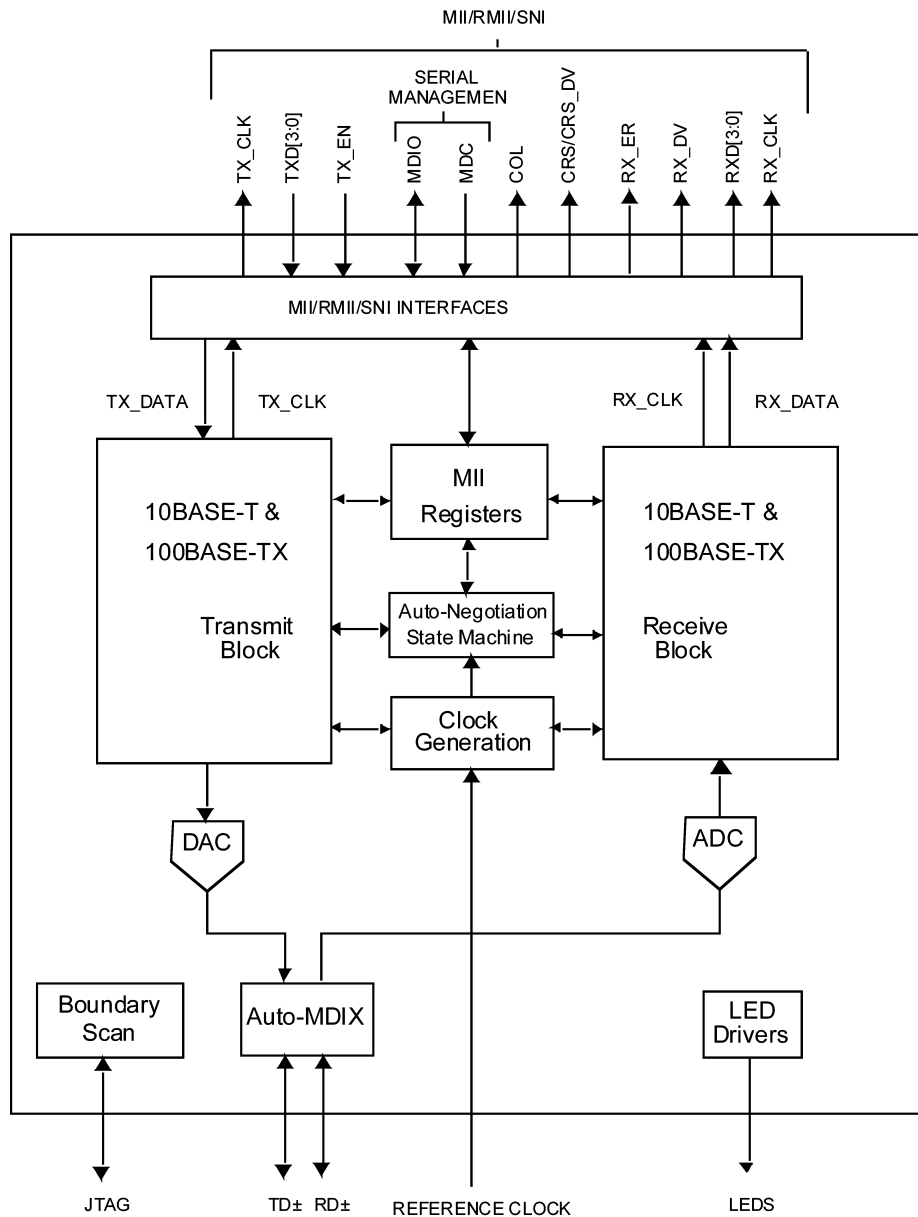 MII/RMII/SNI
SERIAL
MANAGEMEN
TX_CLK
TXD[3:0]
TX_EN
MDIO
MDC
COL
CRS/CRS_DV
RX_ER
RX_DV
RXD[3:0]
RX_CLK
MII/RMII/SNI INTERFACES
TX_DATA
TX_CLK
RX_CLK
RX_DATA
10BASE-T &
100BASE-TX
Transmit
Block
MII
Registers
Auto-Negotiation
State Machine
Clock
Generation
10BASE-T &
100BASE-TX
Receive
Block
DAC
ADC
Boundary
Scan
Auto-MDIX
LED
Drivers
JTAG
TD±
RD±
REFERENCE CLOCK
LEDS